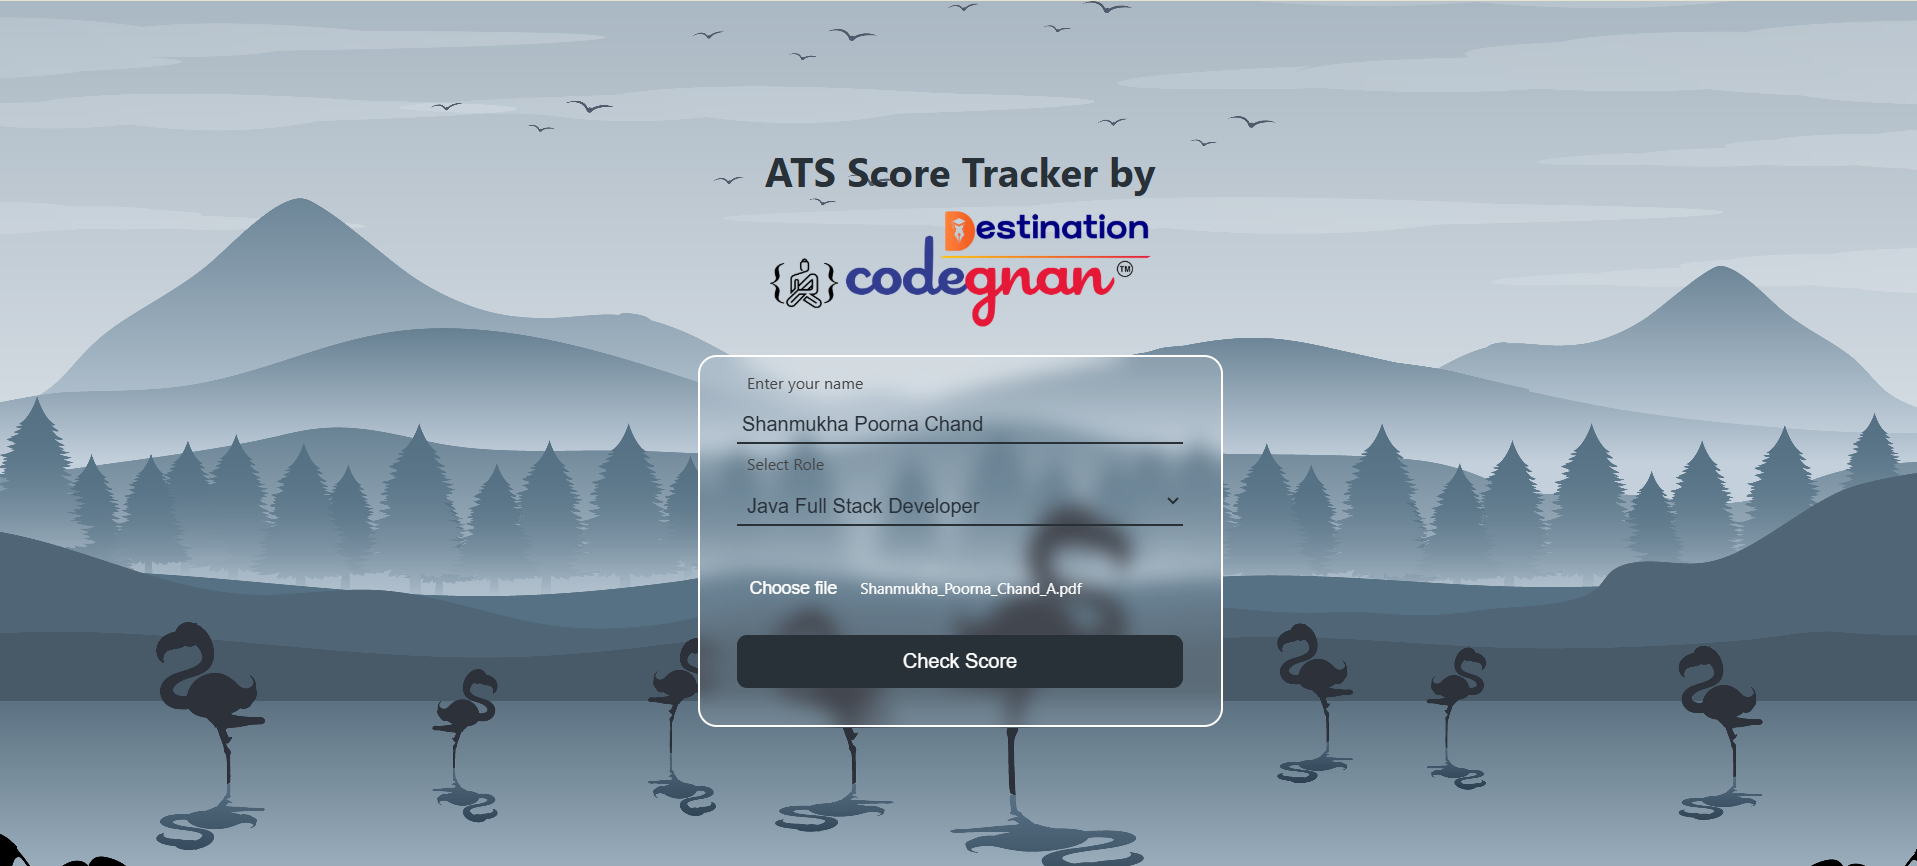 ATS Score Tracker by
Destination
codegnan TM
Enter your name
Shanmukha Poorna Chand
Select Role
Java Full Stack Developer
Choose file Shanmukha_Poorna_Chand_A.pdf
Check Score